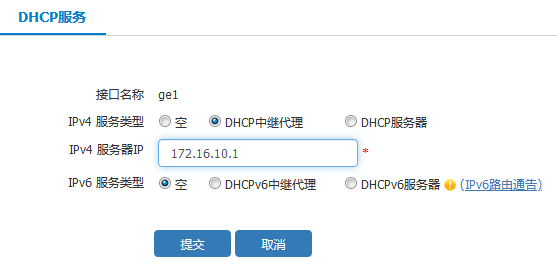 DHCP服务
接口名称 ge1
IPv4 服务类型 空 DHCP中继代理 DHCP服务器
IPv4 服务器IP 172.16.10.1 *
IPv6 服务类型 空 DHCPv6中继代理 DHCPv6服务器 (IPv6路由通告)
提交 取消